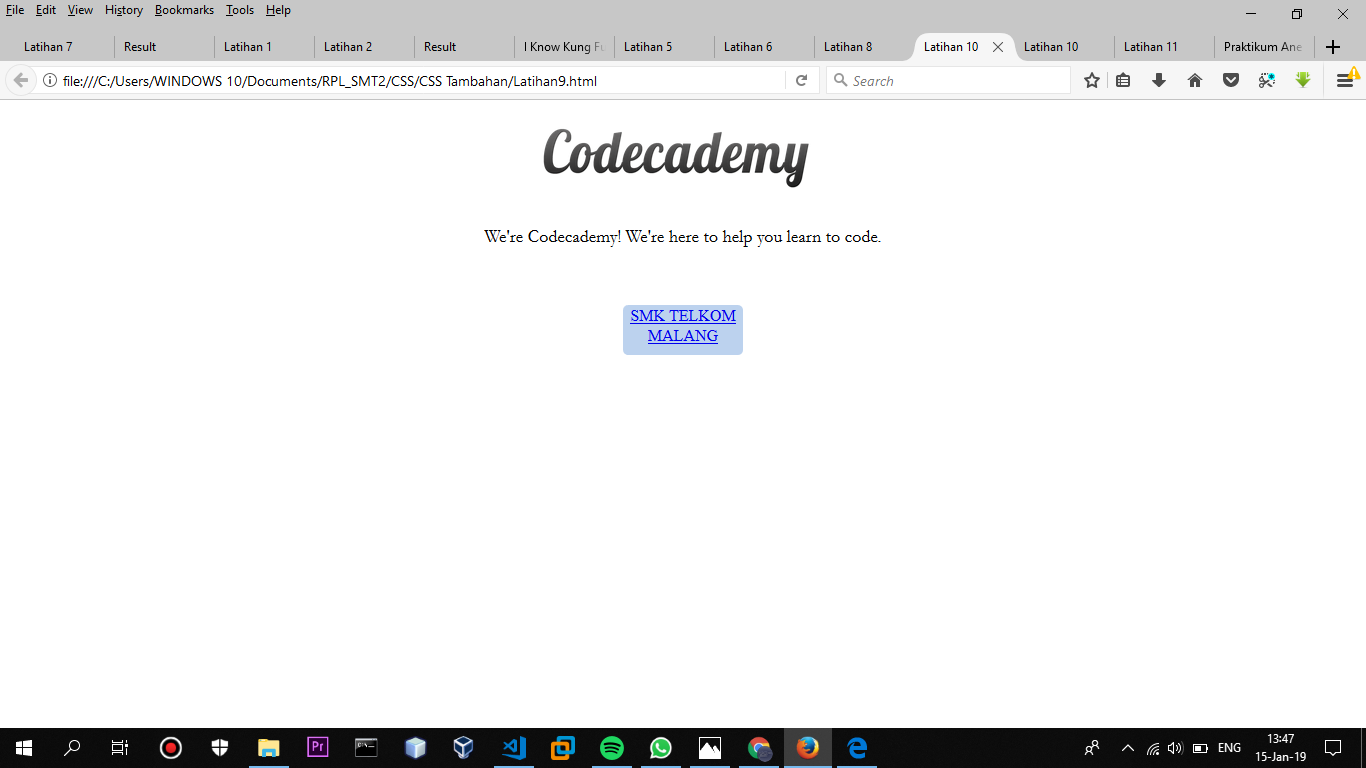 File Edit View History Bookmarks Tools Help
Latihan 7 Result Latihan 1 Latihan 2 Result I Know Kung Fu Latihan 5 Latihan 6 Latihan 8 Latihan 10 Latihan 10 Latihan 11 Praktikum Ane
file:///C:/Users/WINDOWS 10/Documents/RPL_SMT2/CSS/CSS Tambahan/Latihan9.html Search
Codecademy
We're Codecademy! We're here to help you learn to code.
SMK TELKOM
MALANG
Pr ENG 13:47
15-Jan-19